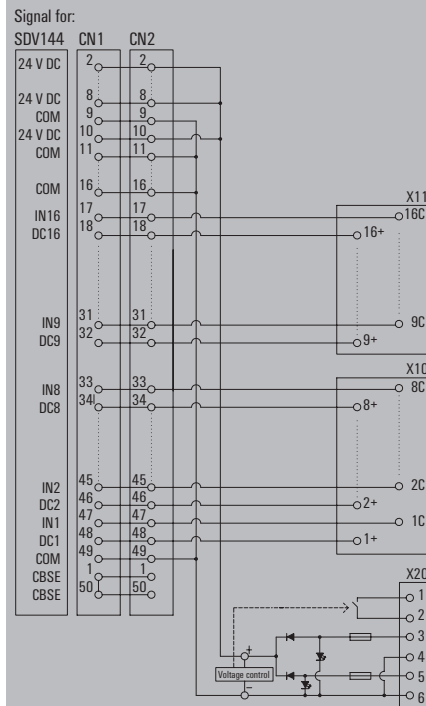 Signal for:
SDV144 CN1 CN2
24 V DC 2 2
24 V DC 8 8
COM 9 9
24 V DC 10 10
COM 11 11
COM 16 16
X11
IN16 17 17 16C
DC16 18 18 16+
IN9 31 31 9C
DC9 32 32 9+
X10
IN8 33 33 8C
DC8 34 34 8+
IN2 45 45 2C
DC2 46 46 2+
IN1 47 47 1C
DC1 48 48 1+
COM 49 49
CBSE 1 1
CBSE 50 50
X20
1
2
+ 3
4
Voltage control 5
– 6